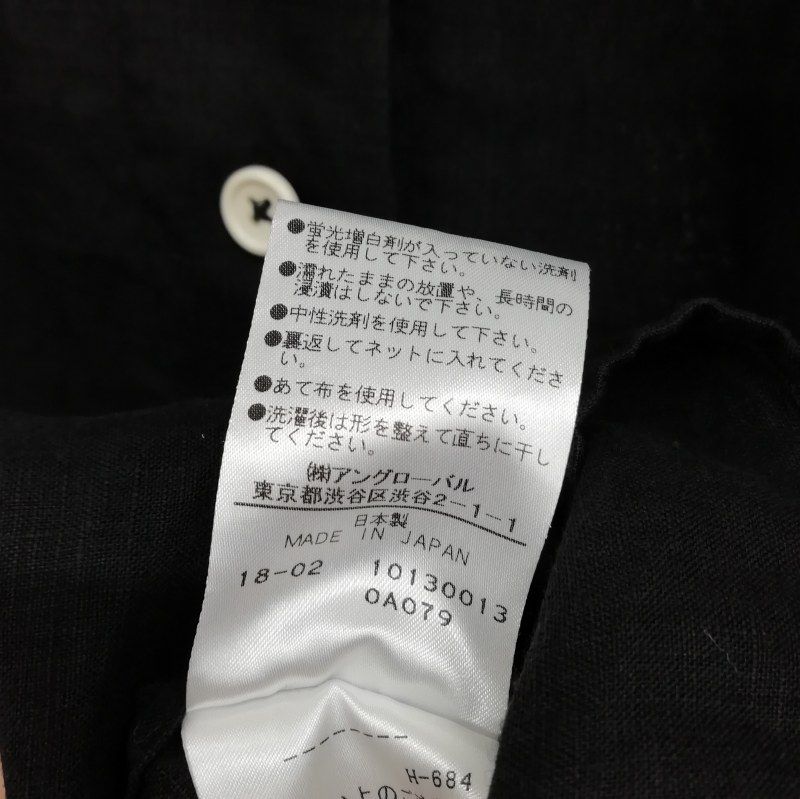 ●蛍光増白剤が入っていない洗剤
を使用して下さい。
●濡れたままの放置や、長時間の
浸漬はしないで下さい。
●中性洗剤を使用して下さい。
●裏返してネットに入れてくださ
い。
●あて布を使用してください。
●洗濯後は形を整えて直ちに干し
てください。
㈱アングローバル
東京都渋谷区渋谷2-1-1
日本製
MADE IN JAPAN
18-02 10130013
0A079
H-684